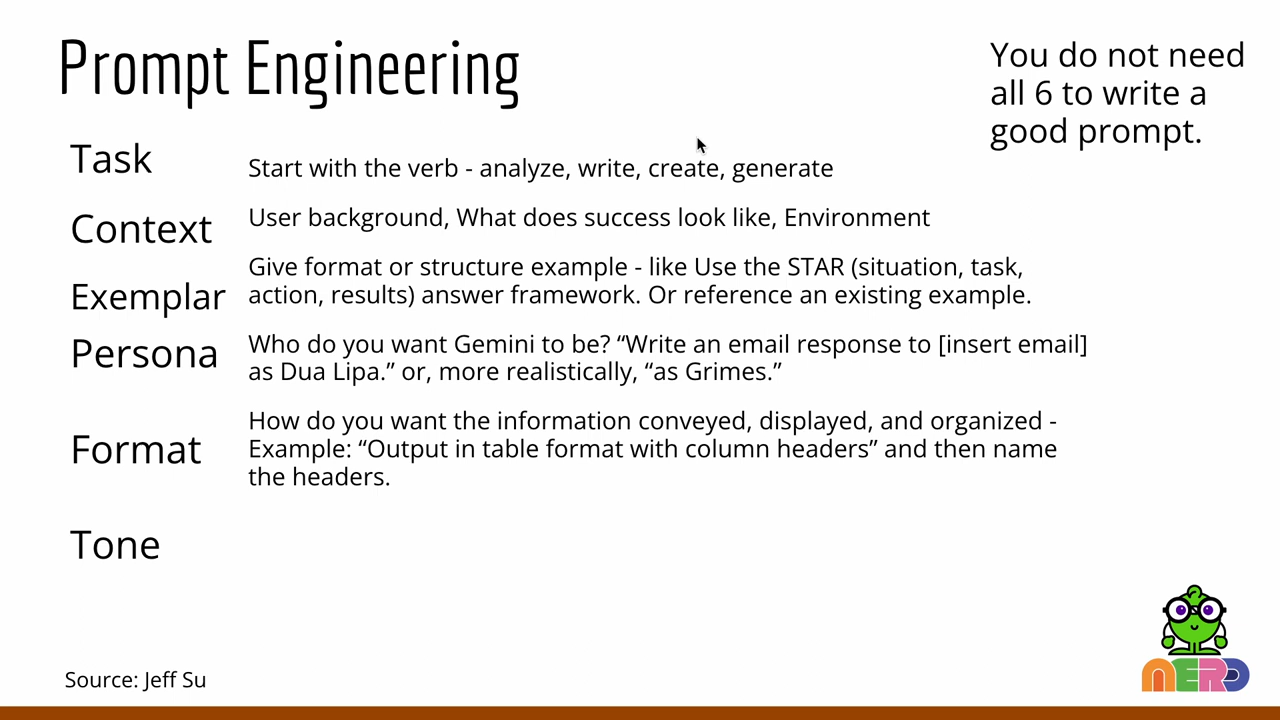 Prompt Engineering
You do not need
all 6 to write a
good prompt.
Task
Start with the verb - analyze, write, create, generate
Context
User background, What does success look like, Environment
Exemplar
Give format or structure example - like Use the STAR (situation, task,
action, results) answer framework. Or reference an existing example.
Persona
Who do you want Gemini to be? “Write an email response to [insert email]
as Dua Lipa.” or, more realistically, “as Grimes.”
Format
How do you want the information conveyed, displayed, and organized -
Example: “Output in table format with column headers” and then name
the headers.
Tone
Source: Jeff Su
NERD